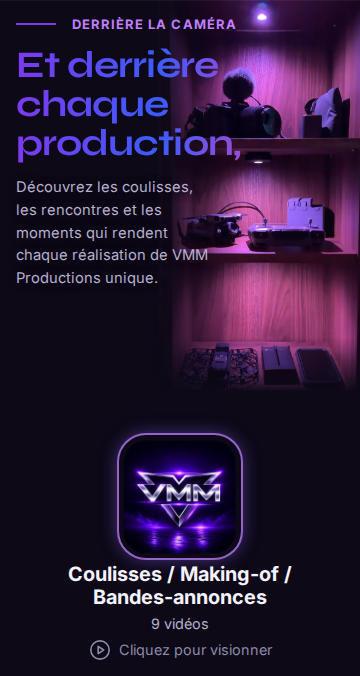 DERRIÈRE LA CAMÉRA
Et derrière
chaque
production,
Découvrez les coulisses,
les rencontres et les
moments qui rendent
chaque réalisation de VMM
Productions unique.
VMM
Coulisses / Making-of /
Bandes-annonces
9 vidéos
Cliquez pour visionner